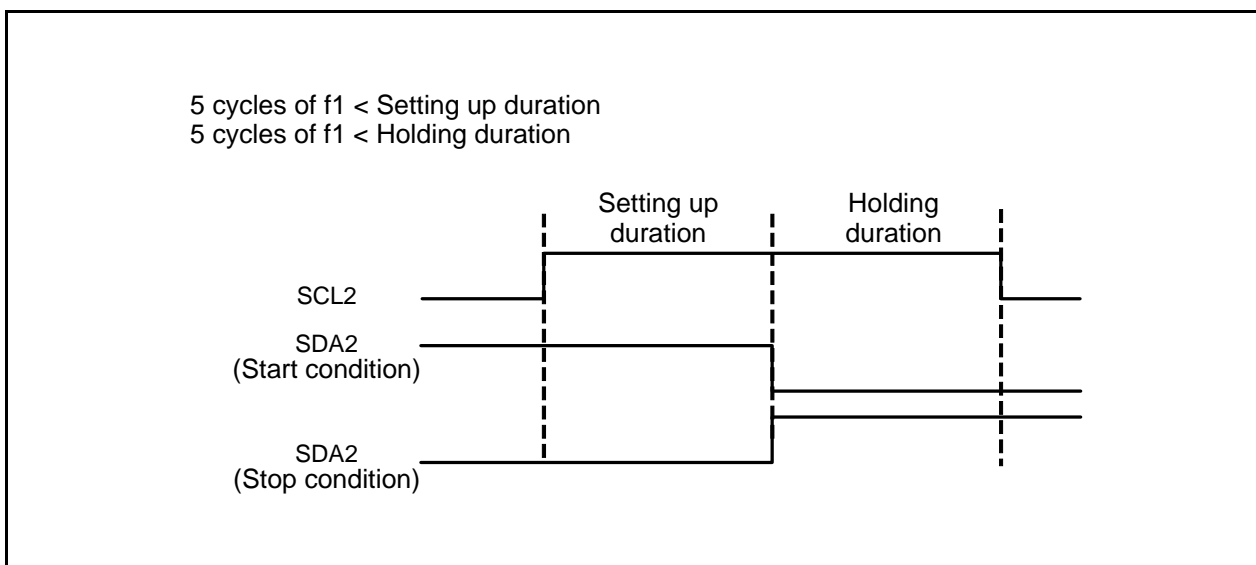 5 cycles of f1 < Setting up duration
5 cycles of f1 < Holding duration
Setting up
duration
Holding
duration
SCL2
SDA2
(Start condition)
SDA2
(Stop condition)